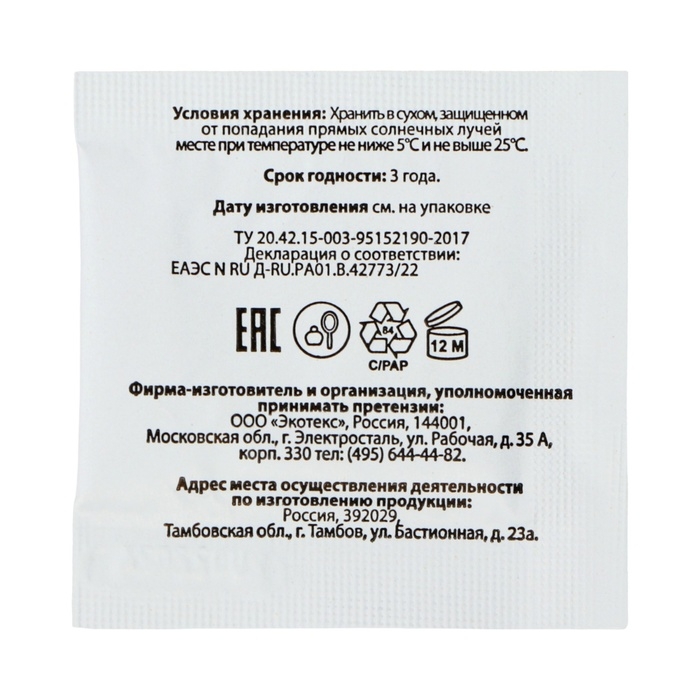 Условия хранения: Хранить в сухом, защищенном
от попадания прямых солнечных лучей
месте при температуре не ниже 5°С и не выше 25°С.
Срок годности: 3 года.
Дату изготовления см. на упаковке
ТУ 20.42.15-003-95152190-2017
Декларация о соответствии:
ЕАЭС N RU Д-RU.РА01.В.42773/22
ЕАС
84
C/PAP
12 M
Фирма-изготовитель и организация, уполномоченная
принимать претензии:
ООО «Экотекс», Россия, 144001,
Московская обл., г. Электросталь, ул. Рабочая, д. 35 А,
корп. 330 тел: (495) 644-44-82.
Адрес места осуществления деятельности
по изготовлению продукции:
Россия, 392029,
Тамбовская обл., г. Тамбов, ул. Бастионная, д. 23а.